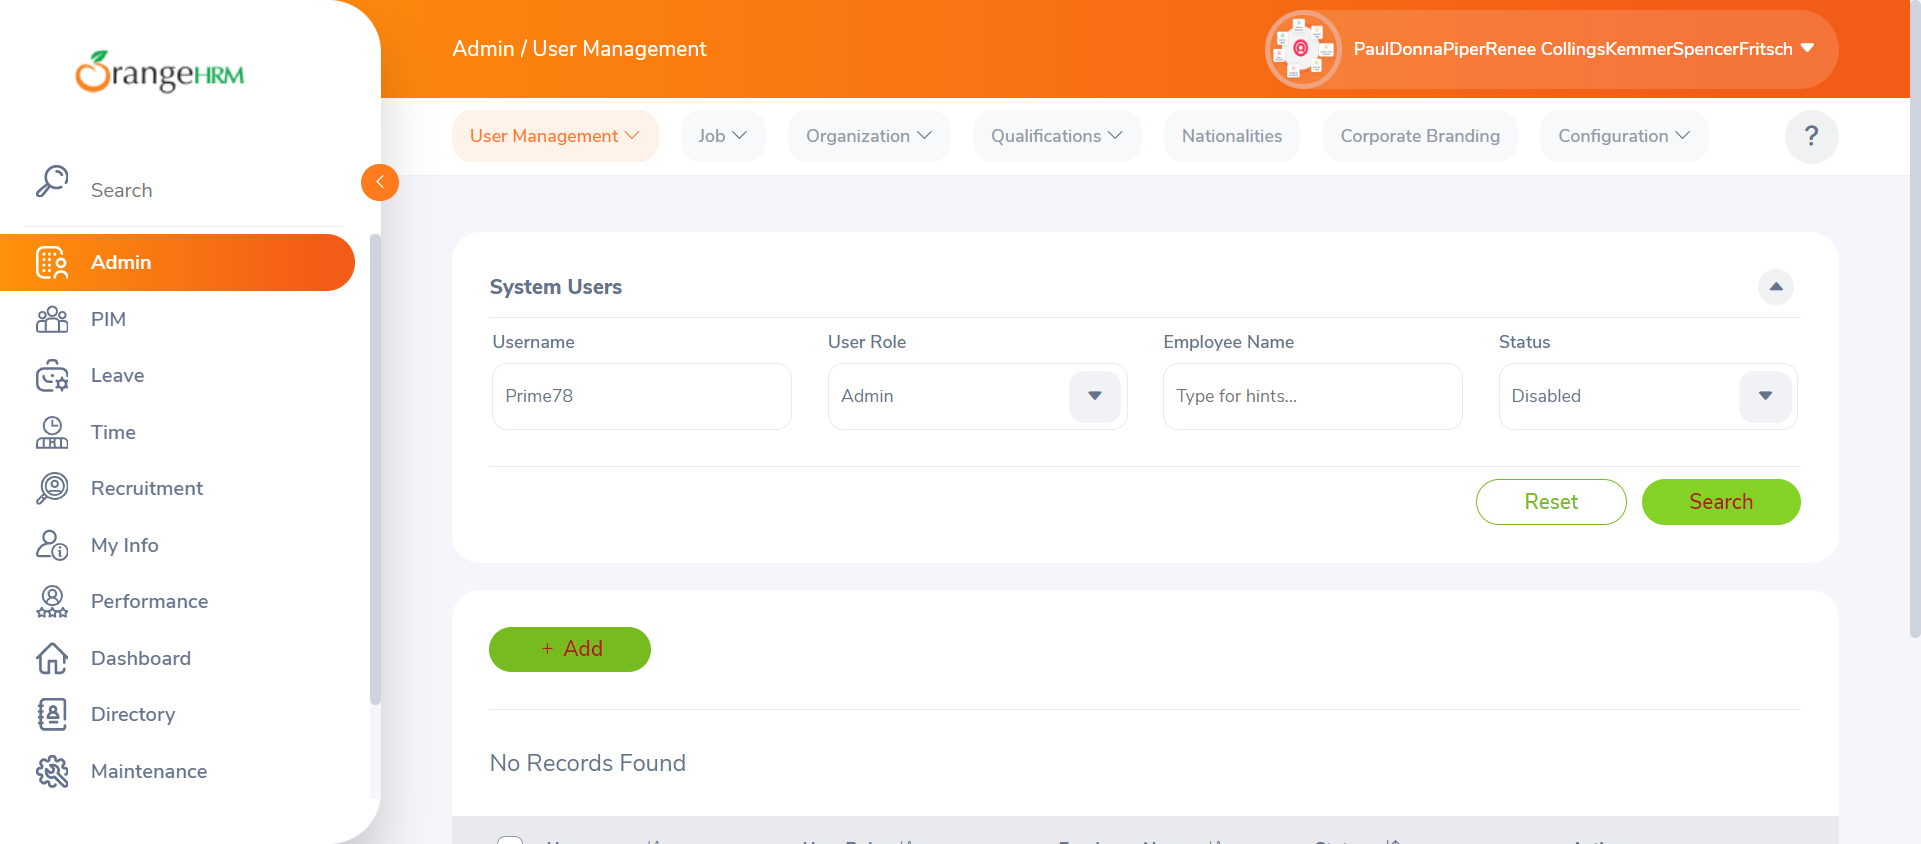 OrangeHRM
Admin / User Management
PaulDonnaPiperRenee CollingsKemmerSpencerFritsch
User Management
Job
Organization
Qualifications
Nationalities
Corporate Branding
Configuration
?
Search
Admin
PIM
Leave
Time
Recruitment
My Info
Performance
Dashboard
Directory
Maintenance
System Users
Username
User Role
Employee Name
Status
Prime78
Admin
Type for hints...
Disabled
Reset
Search
+ Add
No Records Found